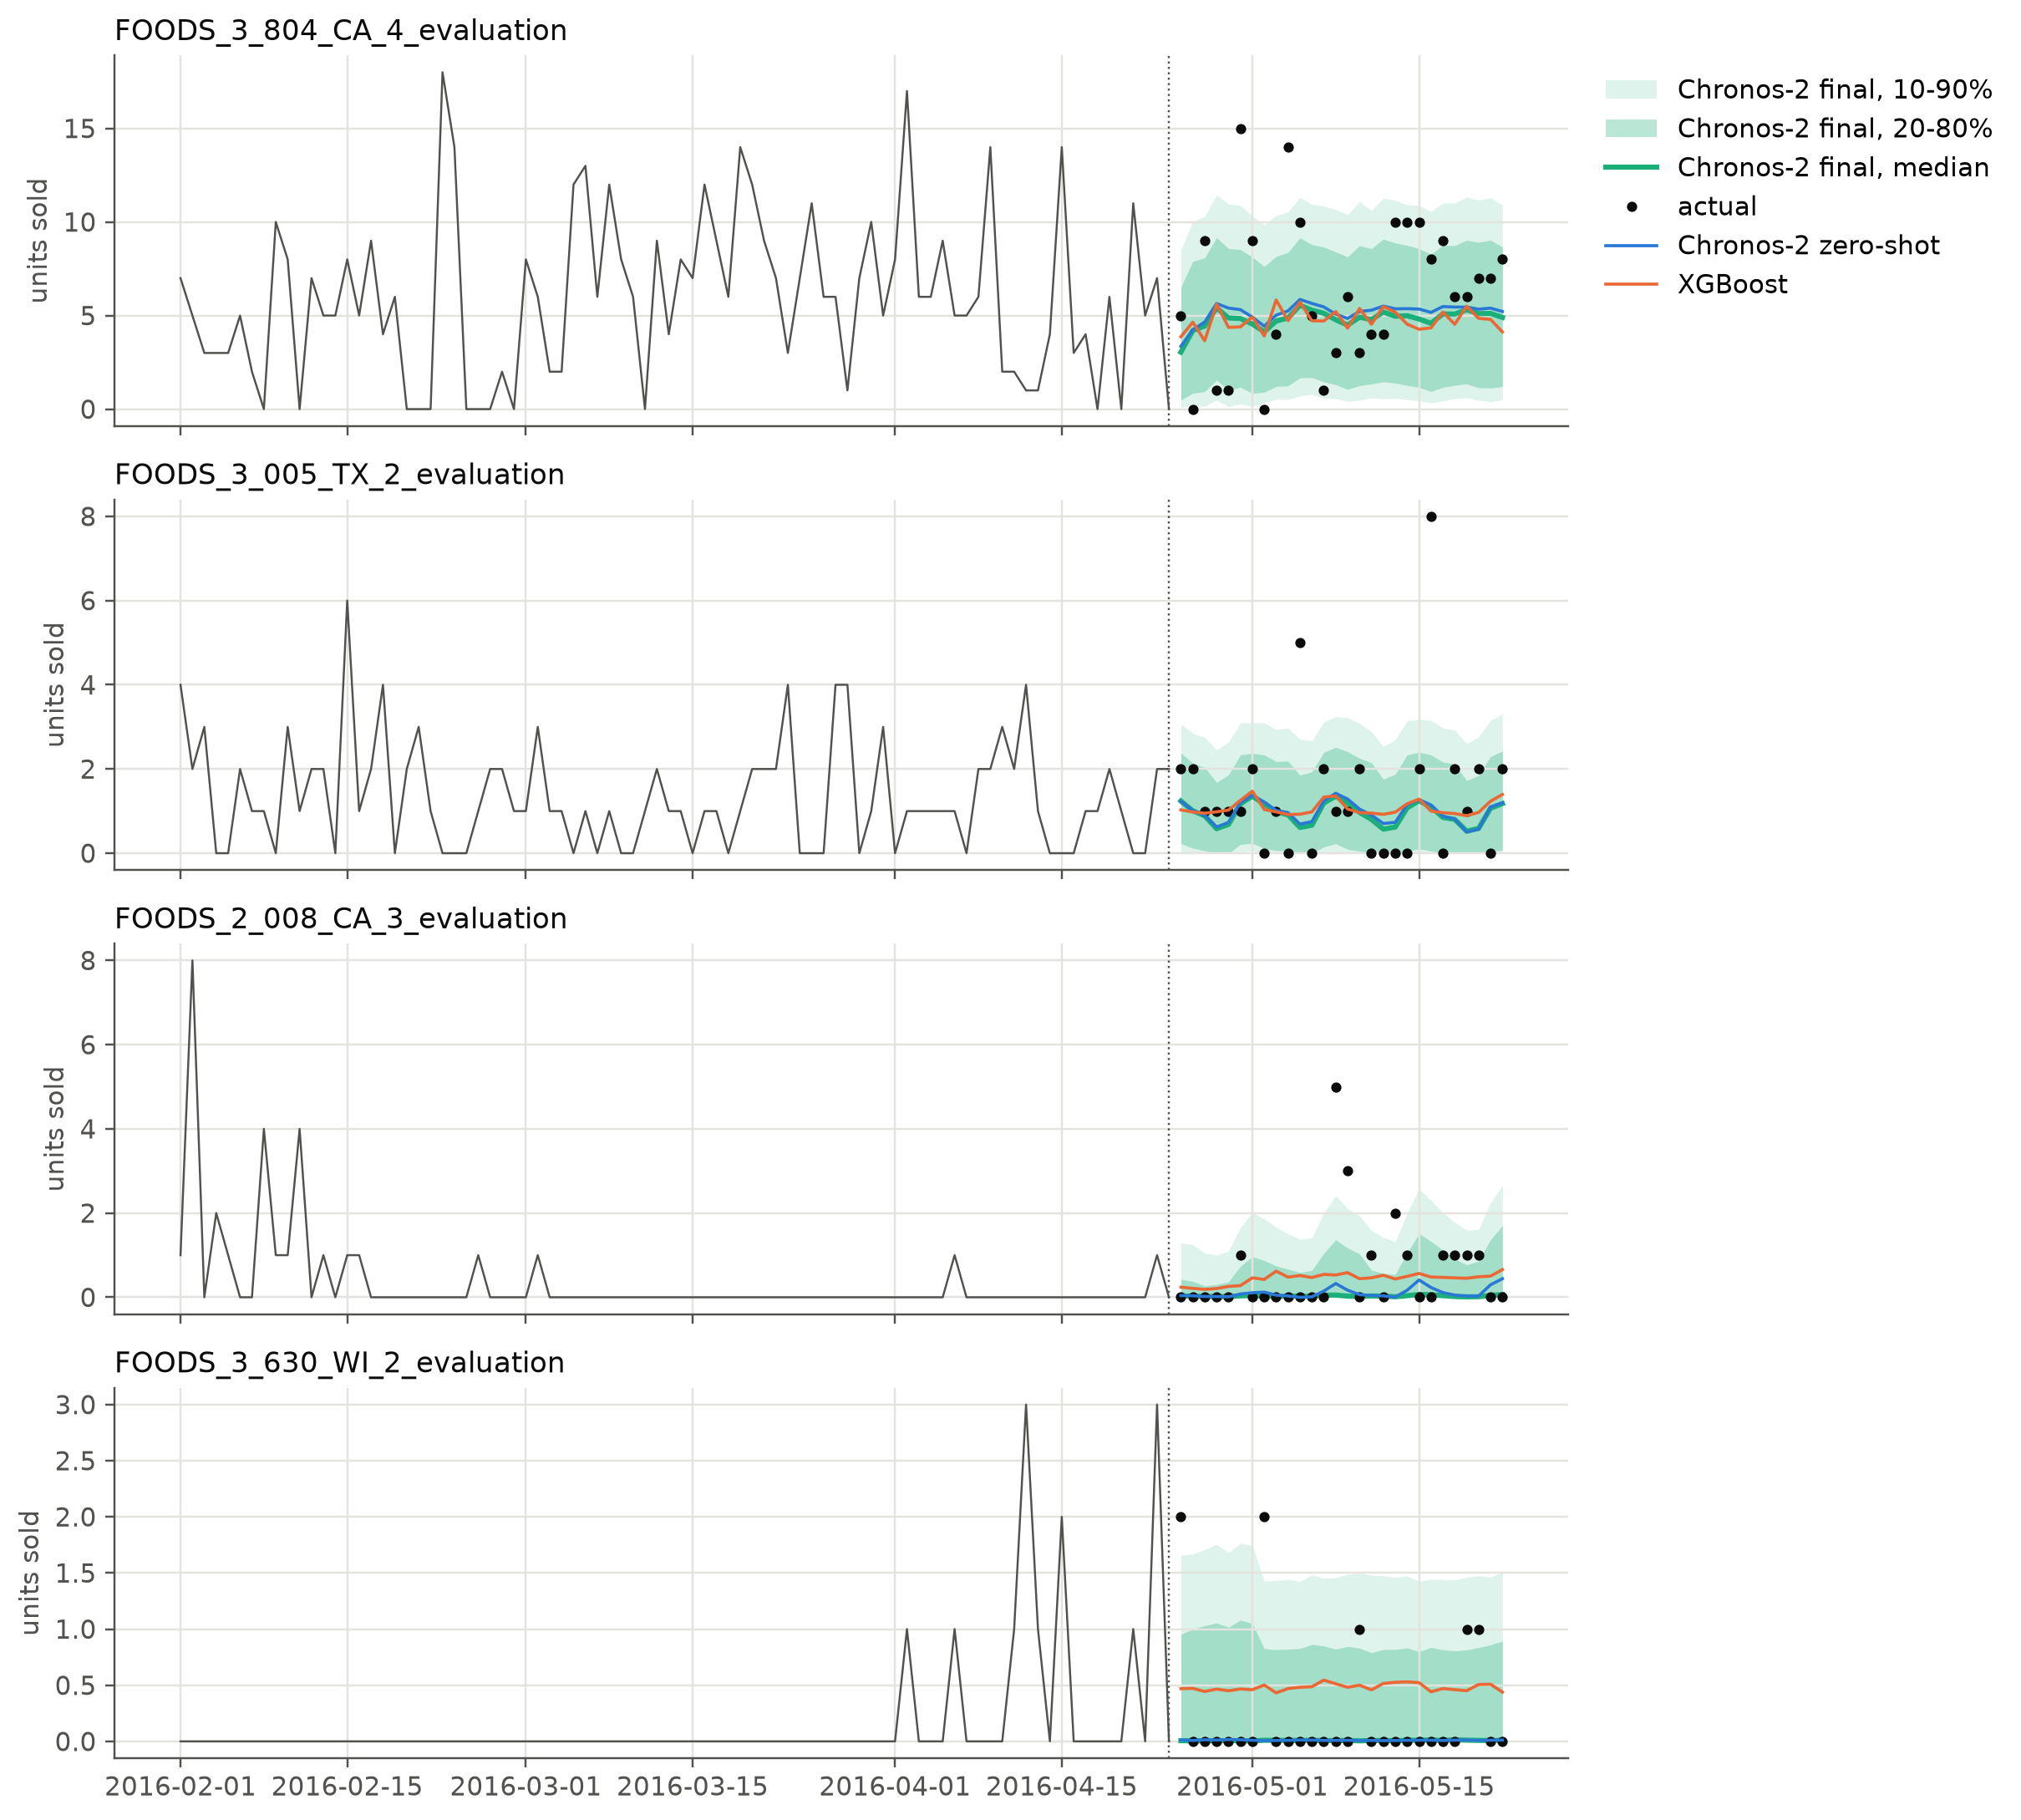 FOODS_3_804_CA_4_evaluation
units sold
15
10
5
0
Chronos-2 final, 10-90%
Chronos-2 final, 20-80%
Chronos-2 final, median
actual
Chronos-2 zero-shot
XGBoost
FOODS_3_005_TX_2_evaluation
units sold
8
6
4
2
0
FOODS_2_008_CA_3_evaluation
units sold
8
6
4
2
0
FOODS_3_630_WI_2_evaluation
units sold
3.0
2.5
2.0
1.5
1.0
0.5
0.0
2016-02-01 2016-02-15 2016-03-01 2016-03-15 2016-04-01 2016-04-15 2016-05-01 2016-05-15